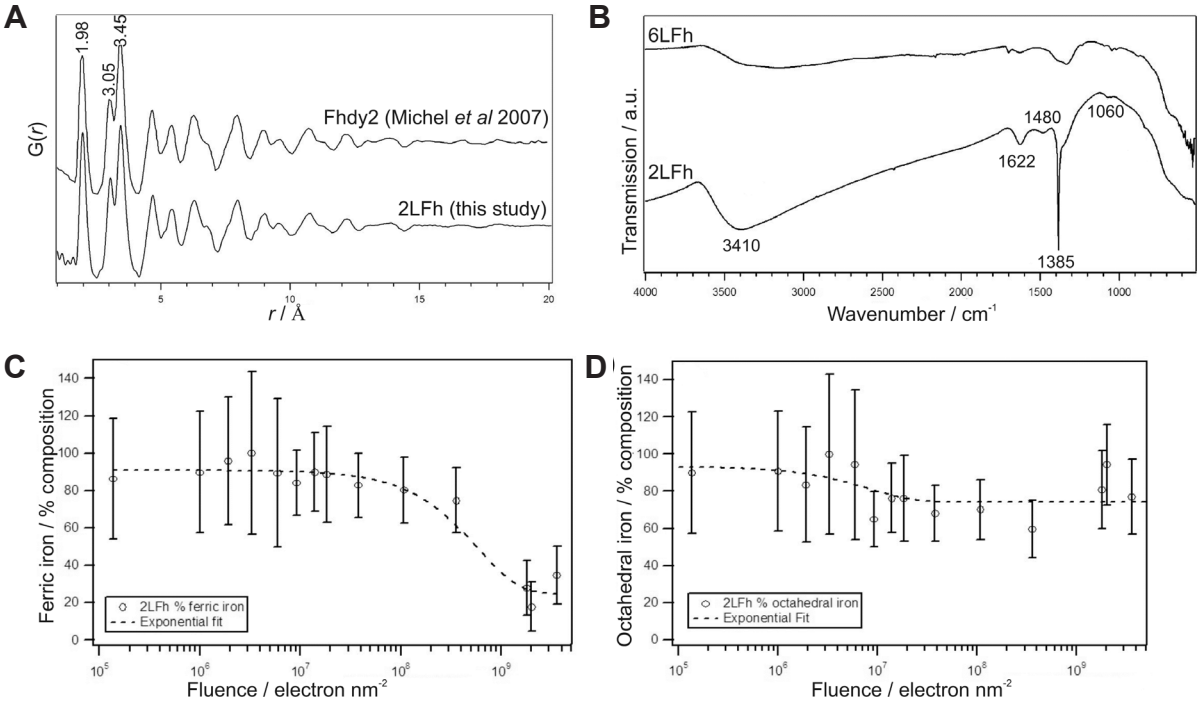 A
1.98
3.05
3.45
Fhdy2 (Michel et al 2007)
2LFh (this study)
G(r)
5
10
15
20
r / Å
B
6LFh
2LFh
3410
1622
1480
1385
1060
Transmission / a.u.
4000
3500
3000
2500
2000
1500
1000
Wavenumber / cm-1
C
Ferric iron / % composition
140
120
100
80
60
40
20
0
2LFh % ferric iron
Exponential fit
10^5
10^6
10^7
10^8
10^9
Fluence / electron nm-2
D
Octahedral iron / % composition
140
120
100
80
60
40
20
0
2LFh % octahedral iron
Exponential Fit
10^5
10^6
10^7
10^8
10^9
Fluence / electron nm-2